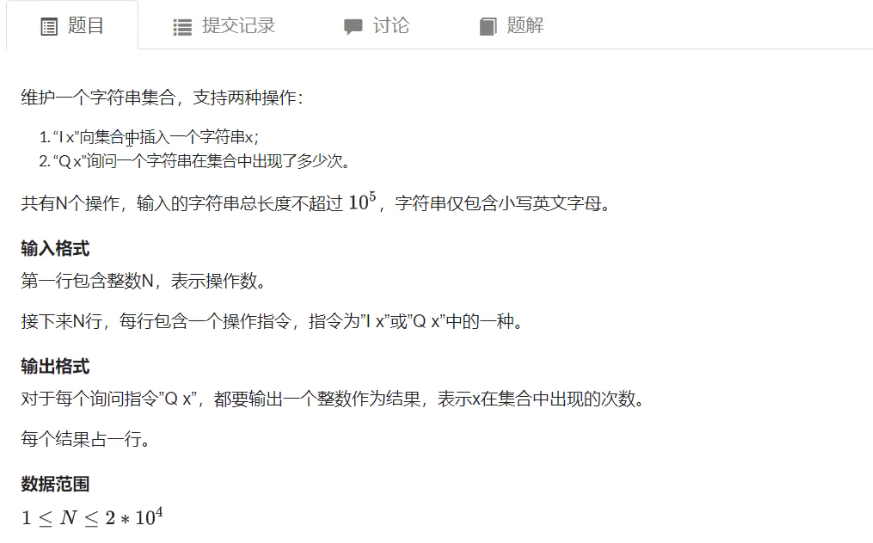 题目 提交记录 讨论 题解
维护一个字符串集合，支持两种操作：
1. “I x”向集合中插入一个字符串x；
2. “Q x”询问一个字符串在集合中出现了多少次。
共有N个操作，输入的字符串总长度不超过 10^5，字符串仅包含小写英文字母。
输入格式
第一行包含整数N，表示操作数。
接下来N行，每行包含一个操作指令，指令为”I x”或”Q x”中的一种。
输出格式
对于每个询问指令”Q x”，都要输出一个整数作为结果，表示x在集合中出现的次数。
每个结果占一行。
数据范围
1 ≤ N ≤ 2 * 10^4